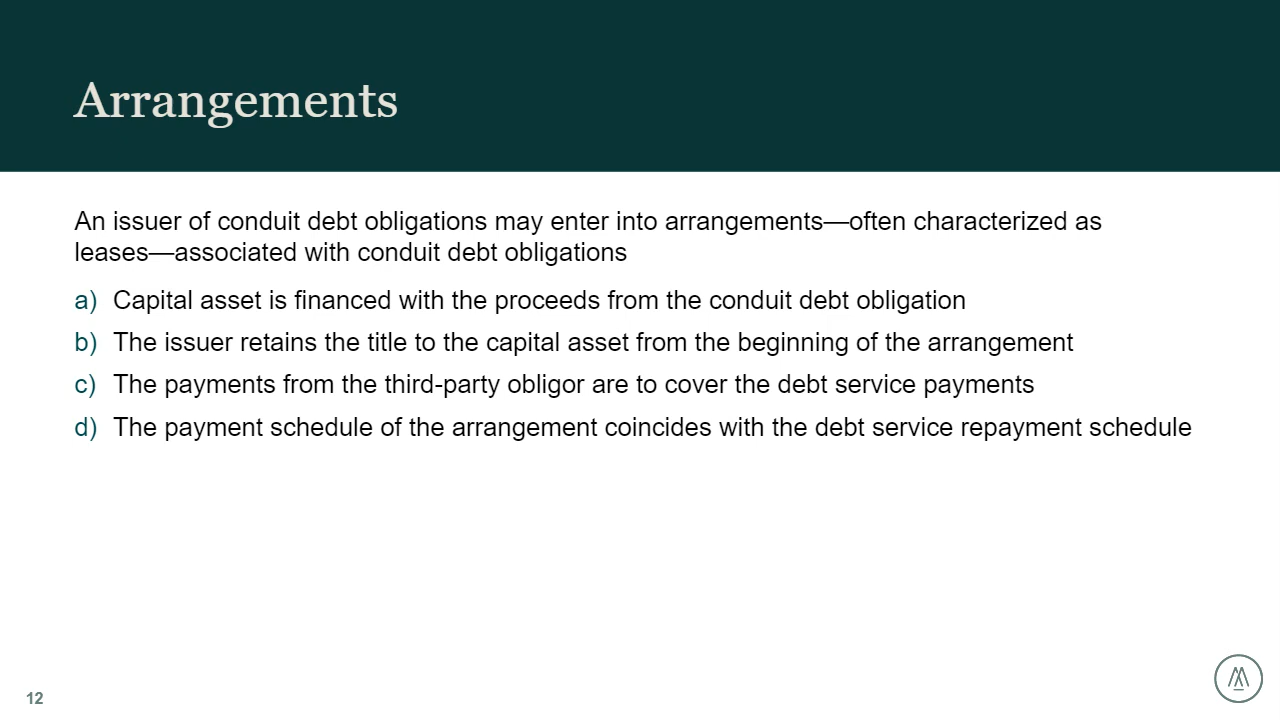 Arrangements
An issuer of conduit debt obligations may enter into arrangements—often characterized as
leases—associated with conduit debt obligations
a) Capital asset is financed with the proceeds from the conduit debt obligation
b) The issuer retains the title to the capital asset from the beginning of the arrangement
c) The payments from the third-party obligor are to cover the debt service payments
d) The payment schedule of the arrangement coincides with the debt service repayment schedule
12